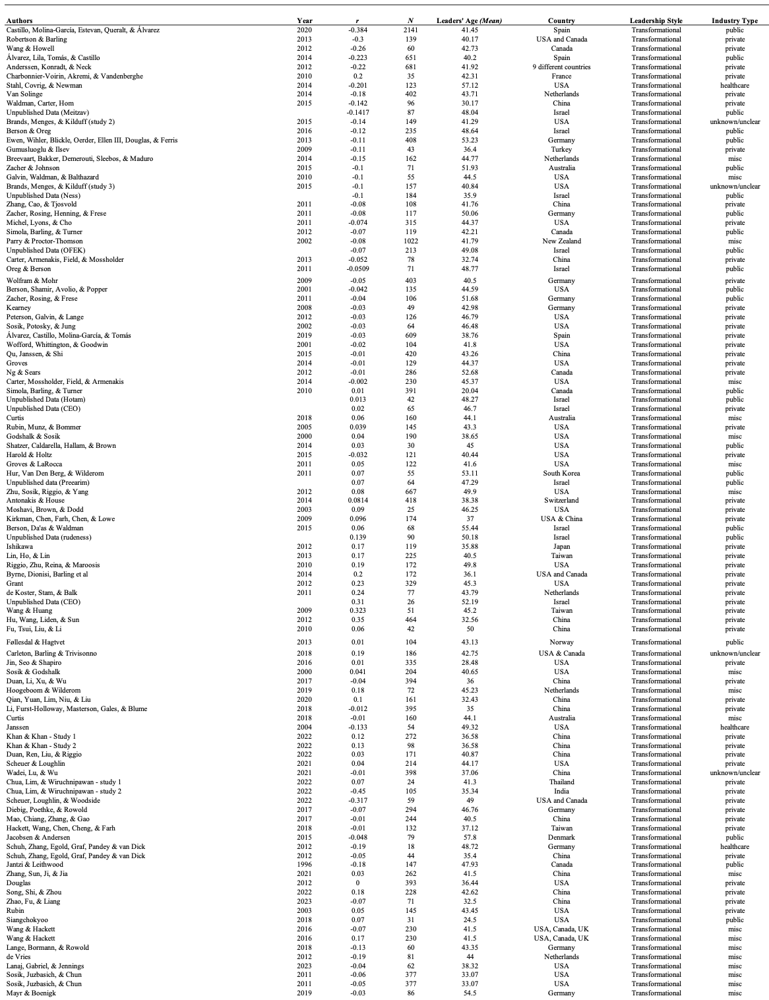 Authors Year r N Leaders' Age (Mean) Country Leadership Style Industry Type
Castillo, Molina-García, Estevan, Queralt, & Álvarez 2020 -0.384 2141 41.45 Spain Transformational public
Robertson & Barling 2013 -0.3 139 40.17 USA and Canada Transformational private
Wang & Howell 2012 -0.26 60 42.73 Canada Transformational private
Álvarez, Lila, Tomás, & Castillo 2014 -0.223 651 40.2 Spain Transformational public
Anderssen, Konradt, & Neck 2012 -0.22 681 41.92 9 different countries Transformational private
Charbonnier-Voirin, Akremi, & Vandenberghe 2010 0.2 35 42.31 France Transformational private
Stahl, Covrig, & Newman 2014 -0.201 123 57.12 USA Transformational healthcare
Van Solinge 2014 -0.18 402 43.71 Netherlands Transformational private
Waldman, Carter, Hom 2015 -0.142 96 30.17 China Transformational private
Unpublished Data (Meitzav) -0.1417 87 48.04 Israel Transformational public
Brands, Menges, & Kilduff (study 2) 2015 -0.14 149 41.29 USA Transformational unknown/unclear
Berson & Oreg 2016 -0.12 235 48.64 Israel Transformational public
Ewen, Wihler, Blickle, Oerder, Ellen III, Douglas, & Ferris 2013 -0.11 408 53.23 Germany Transformational public
Gumusluoglu & Ilsev 2009 -0.11 43 36.4 Turkey Transformational private
Breevaart, Bakker, Demerouti, Sleebos, & Maduro 2014 -0.15 162 44.77 Netherlands Transformational misc
Zacher & Johnson 2015 -0.1 71 51.93 Australia Transformational public
Galvin, Waldman, & Balthazard 2010 -0.1 55 44.5 USA Transformational misc
Brands, Menges, & Kilduff (study 3) 2015 -0.1 157 40.84 USA Transformational unknown/unclear
Unpublished Data (Ness) -0.1 184 35.9 Israel Transformational public
Zhang, Cao, & Tjosvold 2011 -0.08 108 41.76 China Transformational private
Zacher, Rosing, Henning, & Frese 2011 -0.08 117 50.06 Germany Transformational public
Michel, Lyons, & Cho 2011 -0.074 315 44.37 USA Transformational private
Simola, Barling, & Turner 2012 -0.07 119 42.21 Canada Transformational public
Parry & Proctor-Thomson 2002 -0.08 1022 41.79 New Zealand Transformational misc
Unpublished Data (OFEK) -0.07 213 49.08 Israel Transformational public
Carter, Armenakis, Field, & Mossholder 2013 -0.052 78 32.74 China Transformational private
Oreg & Berson 2011 -0.0509 71 48.77 Israel Transformational public
Wolfram & Mohr 2009 -0.05 403 40.5 Germany Transformational private
Berson, Shamir, Avolio, & Popper 2001 -0.042 135 44.59 USA Transformational public
Zacher, Rosing, & Frese 2011 -0.04 106 51.68 Germany Transformational public
Kearney 2008 -0.03 49 42.98 Germany Transformational private
Peterson, Galvin, & Lange 2012 -0.03 126 46.79 USA Transformational private
Sosik, Potosky, & Jung 2002 -0.03 64 46.48 USA Transformational private
Álvarez, Castillo, Molina-García, & Tomás 2019 -0.03 609 38.76 Spain Transformational private
Wofford, Whittington, & Goodwin 2001 -0.02 104 41.8 USA Transformational private
Qu, Janssen, & Shi 2015 -0.01 420 43.26 China Transformational private
Groves 2014 -0.01 129 44.37 USA Transformational private
Ng & Sears 2012 -0.01 286 52.68 Canada Transformational private
Carter, Mossholder, Field, & Armenakis 2014 -0.002 230 45.37 USA Transformational misc
Simola, Barling, & Turner 2010 0.01 391 20.04 Canada Transformational public
Unpublished Data (Hotam) 0.013 42 48.27 Israel Transformational public
Unpublished Data (CEO) 0.02 65 46.7 Israel Transformational private
Curtis 2018 0.06 160 44.1 Australia Transformational misc
Rubin, Munz, & Bommer 2005 0.039 145 43.3 USA Transformational private
Godshalk & Sosik 2000 0.04 190 38.65 USA Transformational misc
Shatzer, Caldarella, Hallam, & Brown 2014 0.03 30 45 USA Transformational public
Harold & Holtz 2015 -0.032 121 40.44 USA Transformational private
Groves & LaRocca 2011 0.05 122 41.6 USA Transformational misc
Hur, Van Den Berg, & Wilderom 2011 0.07 55 53.11 South Korea Transformational public
Unpublished data (Preearim) 0.07 64 47.29 Israel Transformational public
Zhu, Sosik, Riggio, & Yang 2012 0.08 667 49.9 USA Transformational misc
Antonakis & House 2014 0.0814 418 38.38 Switzerland Transformational private
Moshavi, Brown, & Dodd 2003 0.09 25 46.25 USA Transformational private
Kirkman, Chen, Farh, Chen, & Lowe 2009 0.096 174 37 USA & China Transformational private
Berson, Da'as & Waldman 2015 0.06 68 55.44 Israel Transformational public
Unpublished Data (rudeness) 0.139 90 50.18 Israel Transformational public
Ishikawa 2012 0.17 119 35.88 Japan Transformational private
Lin, Ho, & Lin 2013 0.17 225 40.5 Taiwan Transformational private
Riggio, Zhu, Reina, & Maroosis 2010 0.19 172 49.8 USA Transformational private
Byrne, Dionisi, Barling et al 2014 0.2 172 36.1 USA and Canada Transformational private
Grant 2012 0.23 329 45.3 USA Transformational private
de Koster, Stam, & Balk 2011 0.24 77 43.79 Netherlands Transformational private
Unpublished Data (CEO) 0.31 26 52.19 Israel Transformational private
Wang & Huang 2009 0.323 51 45.2 Taiwan Transformational private
Hu, Wang, Liden, & Sun 2012 0.35 464 32.56 China Transformational private
Fu, Tsui, Liu, & Li 2010 0.06 42 50 China Transformational private
Føllesdal & Hagtvet 2013 0.01 104 43.13 Norway Transformational public
Carleton, Barling & Trivisonno 2018 0.19 186 42.75 USA & Canada Transformational unknown/unclear
Jin, Seo & Shapiro 2016 0.01 335 28.48 USA Transformational private
Sosik & Godshalk 2000 0.041 204 40.65 USA Transformational misc
Duan, Li, Xu, & Wu 2017 -0.04 394 36 China Transformational private
Hoogeboom & Wilderom 2019 0.18 72 45.23 Netherlands Transformational misc
Qian, Yuan, Lim, Niu, & Liu 2020 0.1 161 32.43 China Transformational private
Li, Furst-Holloway, Masterson, Gales, & Blume 2018 -0.012 395 35 China Transformational private
Curtis 2018 -0.01 160 44.1 Australia Transformational misc
Janssen 2004 -0.133 54 49.32 USA Transformational healthcare
Khan & Khan - Study 1 2022 0.12 272 36.58 China Transformational private
Khan & Khan - Study 2 2022 0.13 98 36.58 China Transformational private
Duan, Ren, Liu, & Riggio 2022 0.03 171 40.87 China Transformational private
Scheuer & Loughlin 2021 0.04 214 44.17 USA Transformational private
Wadei, Lu, & Wu 2021 -0.01 398 37.06 China Transformational unknown/unclear
Chua, Lim, & Wiruchnipawan - study 1 2022 0.07 24 41.3 Thailand Transformational private
Chua, Lim, & Wiruchnipawan - study 2 2022 -0.45 105 35.34 India Transformational private
Scheuer, Loughlin, & Woodside 2022 -0.317 59 49 USA and Canada Transformational private
Diebig, Poethke, & Rowold 2017 -0.07 294 46.76 Germany Transformational private
Mao, Chiang, Zhang, & Gao 2017 -0.01 244 40.5 China Transformational private
Hackett, Wang, Chen, Cheng, & Farh 2018 -0.01 132 37.12 Taiwan Transformational private
Jacobsen & Andersen 2015 -0.048 79 57.8 Denmark Transformational public
Schuh, Zhang, Egold, Graf, Pandey & van Dick 2012 -0.19 18 48.72 Germany Transformational healthcare
Schuh, Zhang, Egold, Graf, Pandey & van Dick 2012 -0.05 44 35.4 China Transformational private
Jantzi & Leithwood 1996 -0.18 147 47.93 Canada Transformational public
Zhang, Sun, Ji, & Jia 2021 0.03 262 41.5 China Transformational misc
Douglas 2012 0 393 36.44 USA Transformational private
Song, Shi, & Zhou 2022 0.18 228 42.62 China Transformational private
Zhao, Fu, & Liang 2023 -0.07 71 32.5 China Transformational private
Rubin 2003 0.05 145 43.45 USA Transformational private
Siangchokyoo 2018 0.07 31 24.5 USA Transformational public
Wang & Hackett 2016 -0.07 230 41.5 USA, Canada, UK Transformational misc
Wang & Hackett 2016 0.17 230 41.5 USA, Canada, UK Transformational misc
Lange, Bormann, & Rowold 2018 -0.13 60 43.35 Germany Transformational misc
de Vries 2012 -0.19 81 44 Netherlands Transformational misc
Lanaj, Gabriel, & Jennings 2023 -0.04 62 38.32 USA Transformational misc
Sosik, Juzbasich, & Chun 2011 -0.06 377 33.07 USA Transformational misc
Sosik, Juzbasich, & Chun 2011 -0.05 377 33.07 USA Transformational misc
Mayr & Boenigk 2019 -0.03 86 54.5 Germany Transformational misc